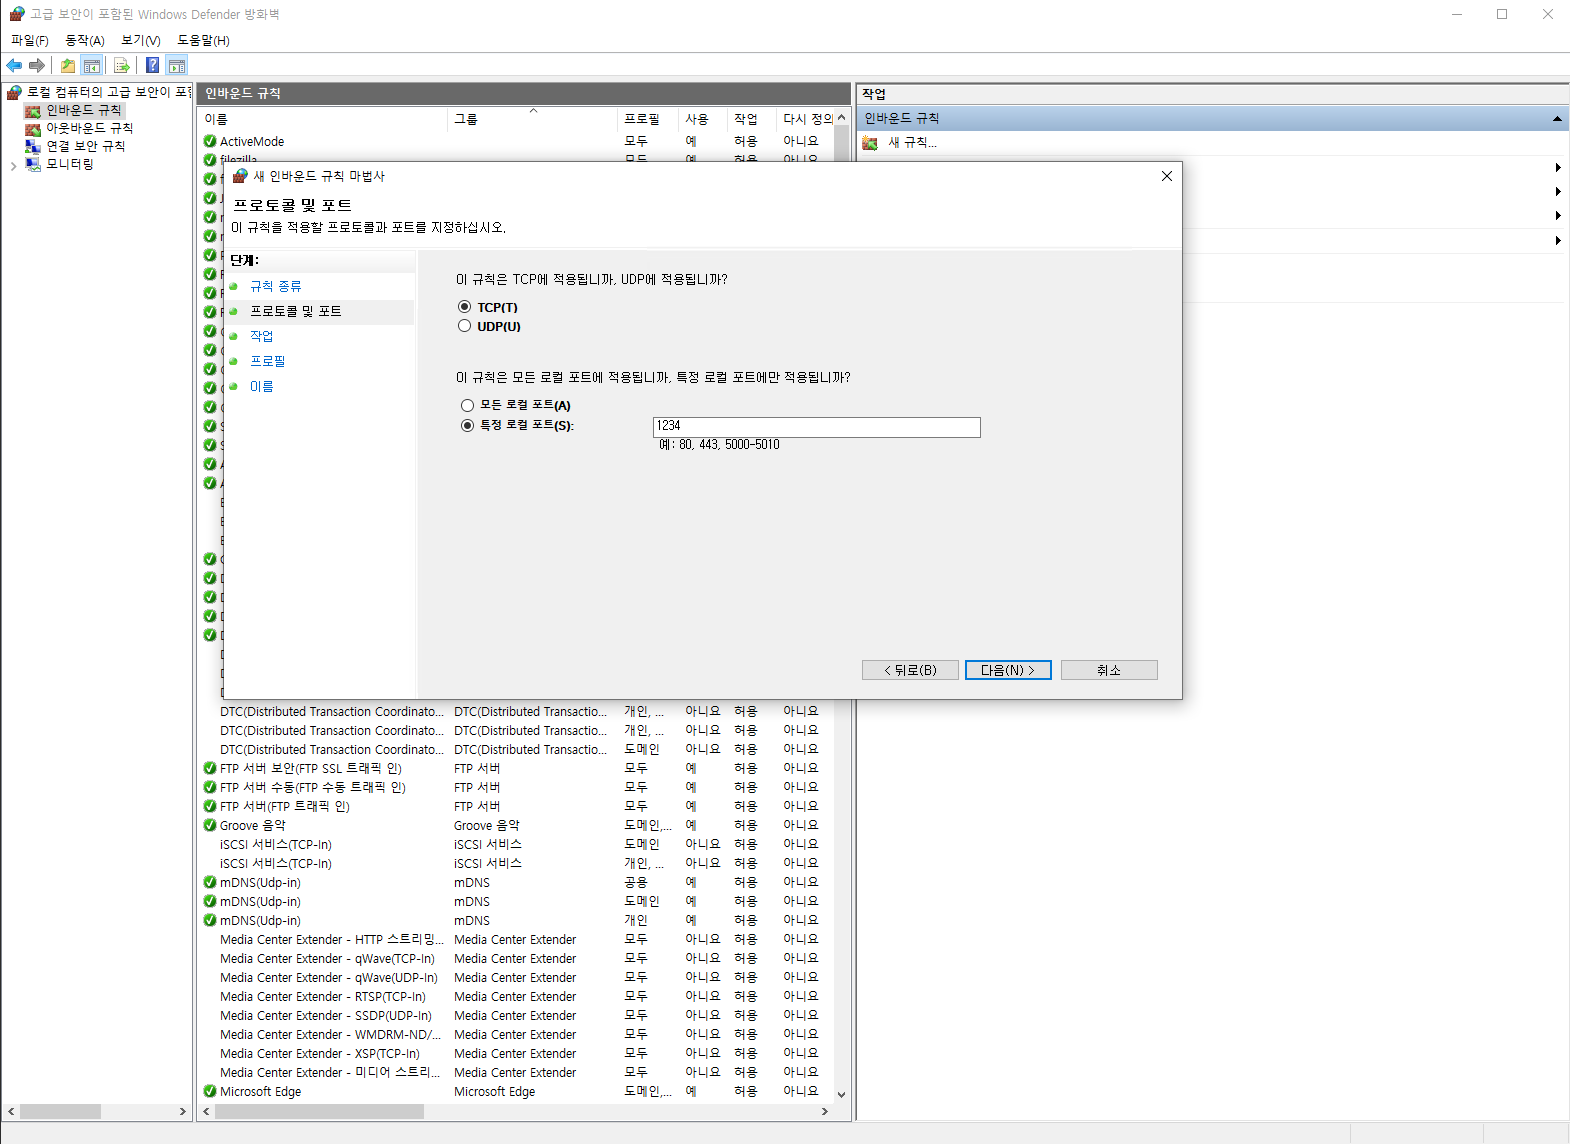 고급 보안이 포함된 Windows Defender 방화벽
파일(F) 동작(A) 보기(V) 도움말(H)
로컬 컴퓨터의 고급 보안이 포함
인바운드 규칙
아웃바운드 규칙
연결 보안 규칙
모니터링
인바운드 규칙
이름 그룹 프로필 사용 작업 다시 정의
ActiveMode 모두 예 허용 아니요
filezilla 모두 예 허용 아니요
새 인바운드 규칙 마법사
프로토콜 및 포트
이 규칙을 적용할 프로토콜과 포트를 지정하십시오.
단계:
규칙 종류
프로토콜 및 포트
작업
프로필
이름
이 규칙은 TCP에 적용됩니까, UDP에 적용됩니까?
TCP(T)
UDP(U)
이 규칙은 모든 로컬 포트에 적용됩니까, 특정 로컬 포트에만 적용됩니까?
모든 로컬 포트(A)
특정 로컬 포트(S): 1234
예: 80, 443, 5000-5010
< 뒤로(B) 다음(N) > 취소
DTC(Distributed Transaction Coordinato... DTC(Distributed Transactio... 개인, ... 아니요 허용 아니요
DTC(Distributed Transaction Coordinato... DTC(Distributed Transactio... 개인, ... 아니요 허용 아니요
DTC(Distributed Transaction Coordinato... DTC(Distributed Transactio... 도메인 아니요 허용 아니요
FTP 서버 보안(FTP SSL 트래픽 인) FTP 서버 모두 예 허용 아니요
FTP 서버 수동(FTP 수동 트래픽 인) FTP 서버 모두 예 허용 아니요
FTP 서버(FTP 트래픽 인) FTP 서버 모두 예 허용 아니요
Groove 음악 Groove 음악 도메인,... 예 허용 아니요
iSCSI 서비스(TCP-In) iSCSI 서비스 도메인 아니요 허용 아니요
iSCSI 서비스(TCP-In) iSCSI 서비스 개인, ... 아니요 허용 아니요
mDNS(Udp-in) mDNS 공용 예 허용 아니요
mDNS(Udp-in) mDNS 도메인 예 허용 아니요
mDNS(Udp-in) mDNS 개인 예 허용 아니요
Media Center Extender - HTTP 스트리밍... Media Center Extender 모두 아니요 허용 아니요
Media Center Extender - qWave(TCP-In) Media Center Extender 모두 아니요 허용 아니요
Media Center Extender - qWave(UDP-In) Media Center Extender 모두 아니요 허용 아니요
Media Center Extender - RTSP(TCP-In) Media Center Extender 모두 아니요 허용 아니요
Media Center Extender - SSDP(UDP-In) Media Center Extender 모두 아니요 허용 아니요
Media Center Extender - WMDRM-ND/... Media Center Extender 모두 아니요 허용 아니요
Media Center Extender - XSP(TCP-In) Media Center Extender 모두 아니요 허용 아니요
Media Center Extender - 미디어 스트리... Media Center Extender 모두 아니요 허용 아니요
Microsoft Edge Microsoft Edge 도메인,... 예 허용 아니요
작업
인바운드 규칙
새 규칙...